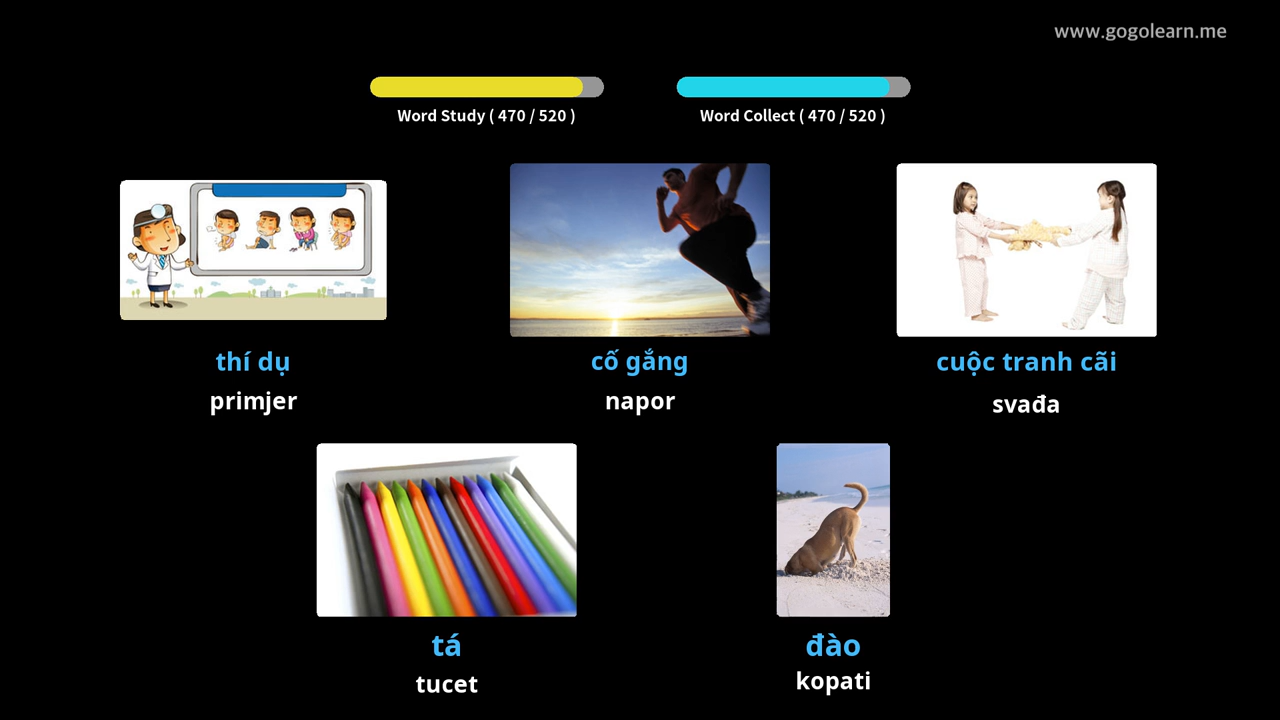 www.gogolearn.me
Word Study ( 470 / 520 )
Word Collect ( 470 / 520 )
thí dụ
primjer
cố gắng
napor
cuộc tranh cãi
svađa
tá
tucet
đào
kopati